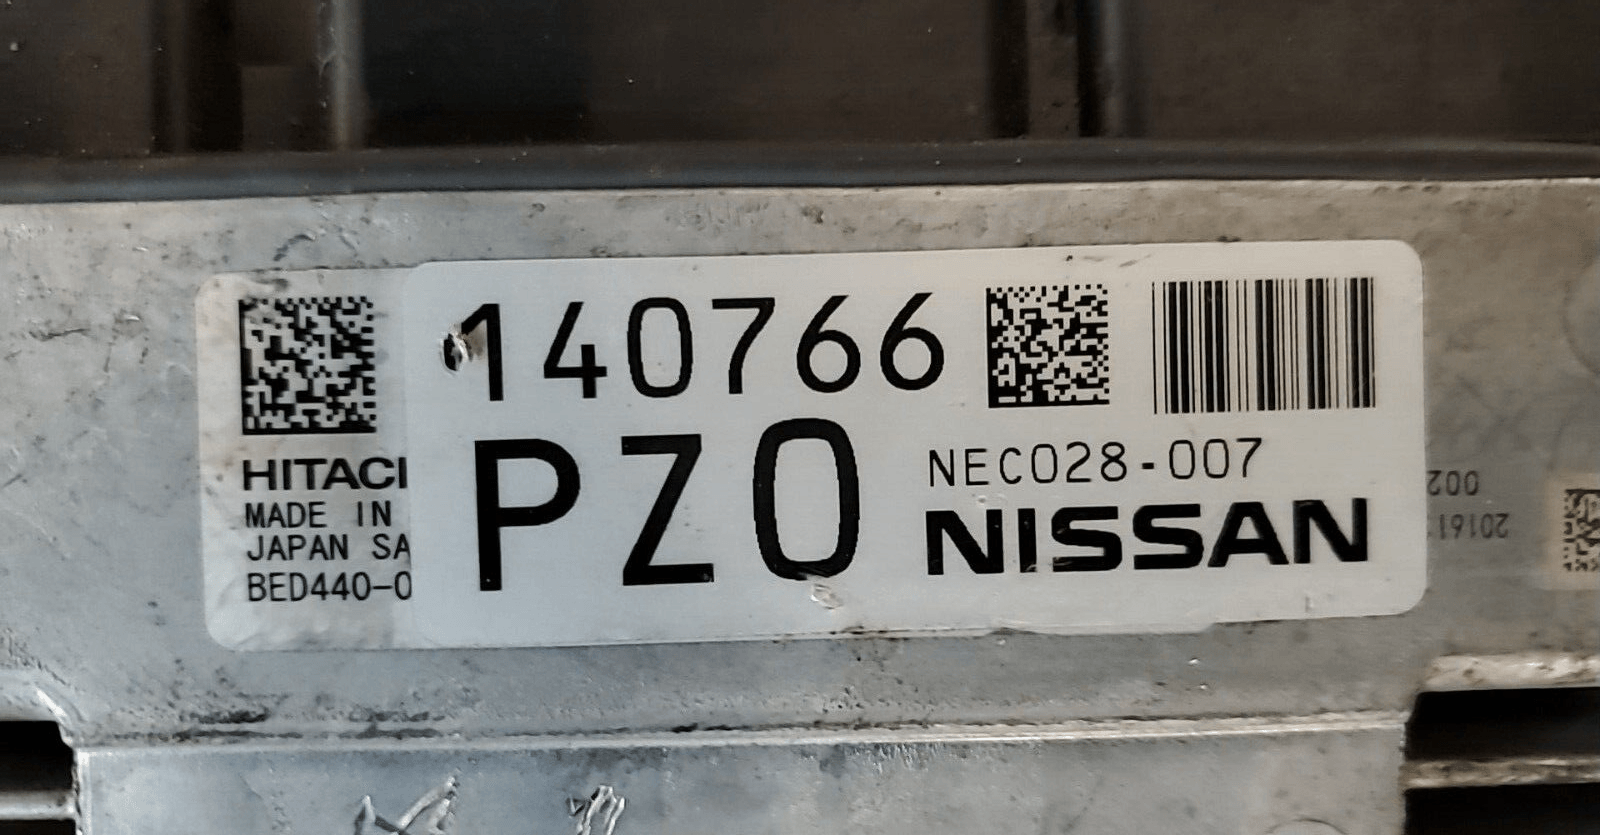 140766
PZ0
NEC028-007
NISSAN
HITACI
MADE IN
JAPAN SA
BED440-0